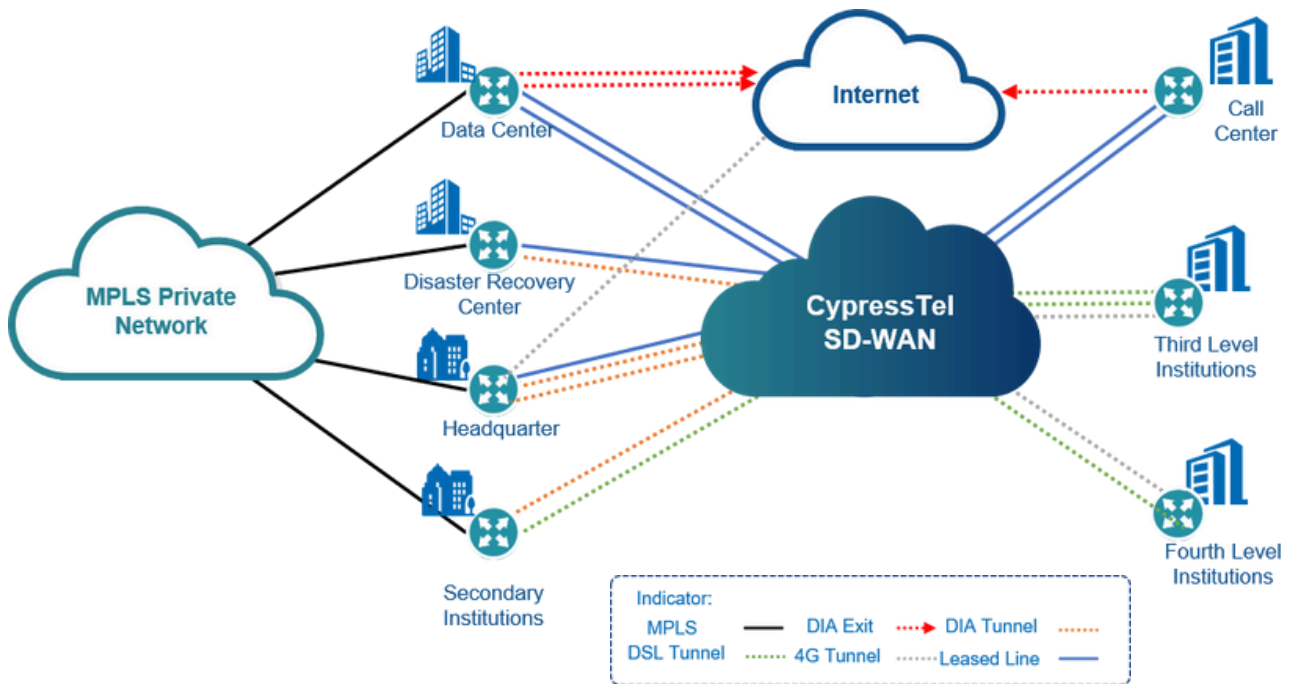 Internet
Data Center
Call
Center
MPLS Private
Network
Disaster Recovery
Center
CypressTel
SD-WAN
Third Level
Institutions
Headquarter
Fourth Level
Institutions
Secondary
Institutions
Indicator:
MPLS DIA Exit DIA Tunnel
DSL Tunnel 4G Tunnel Leased Line